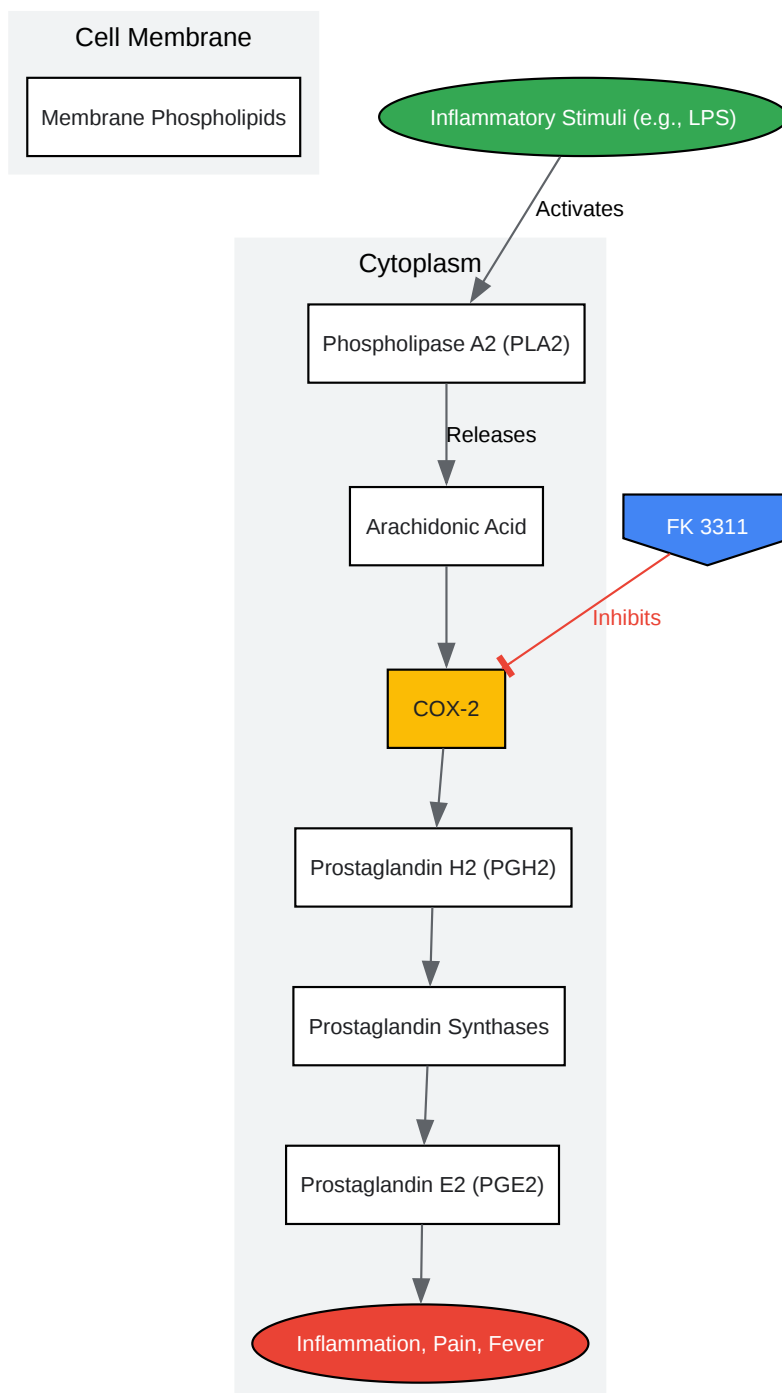 Cell Membrane
Membrane Phospholipids
Inflammatory Stimuli (e.g., LPS)
Activates
Cytoplasm
Phospholipase A2 (PLA2)
Releases
Arachidonic Acid
FK 3311
Inhibits
COX-2
Prostaglandin H2 (PGH2)
Prostaglandin Synthases
Prostaglandin E2 (PGE2)
Inflammation, Pain, Fever